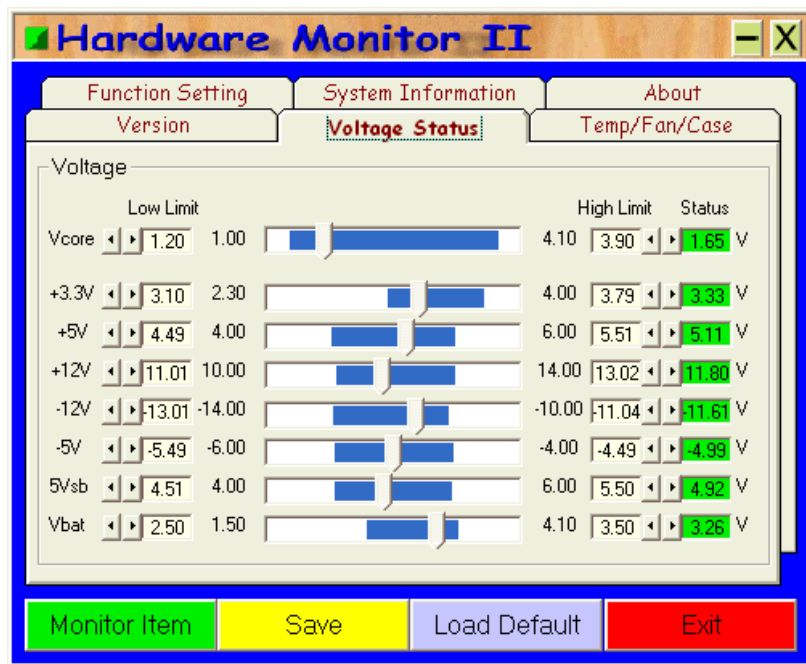 Hardware Monitor II
Function Setting System Information About
Version Voltage Status Temp/Fan/Case
Voltage
Low Limit High Limit Status
Vcore 1.20 1.00 4.10 3.90 1.65 V
+3.3V 3.10 2.30 4.00 3.79 3.33 V
+5V 4.49 4.00 6.00 5.51 5.11 V
+12V 11.01 10.00 14.00 13.02 11.80 V
-12V -13.01 -14.00 -10.00 -11.04 -11.61 V
-5V -5.49 -6.00 -4.00 -4.49 -4.99 V
5Vsb 4.51 4.00 6.00 5.50 4.92 V
Vbat 2.50 1.50 4.10 3.50 3.26 V
Monitor Item Save Load Default Exit